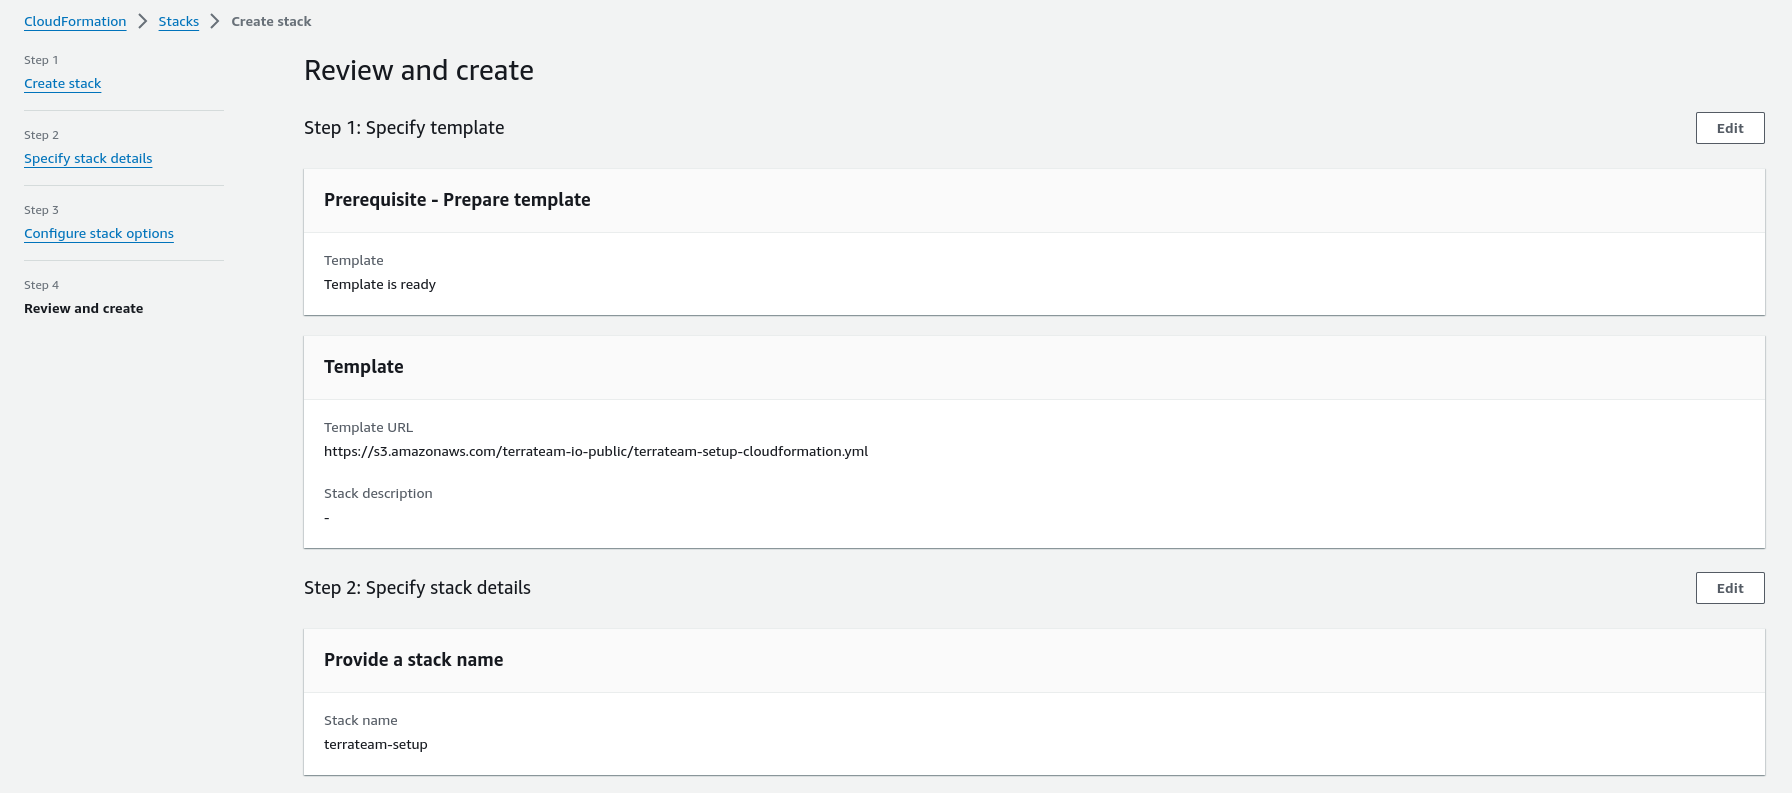 CloudFormation > Stacks > Create stack
Step 1
Create stack
Step 2
Specify stack details
Step 3
Configure stack options
Step 4
Review and create
Review and create
Step 1: Specify template
Edit
Prerequisite - Prepare template
Template
Template is ready
Template
Template URL
https://s3.amazonaws.com/terrateam-io-public/terrateam-setup-cloudformation.yml
Stack description
-
Step 2: Specify stack details
Edit
Provide a stack name
Stack name
terrateam-setup